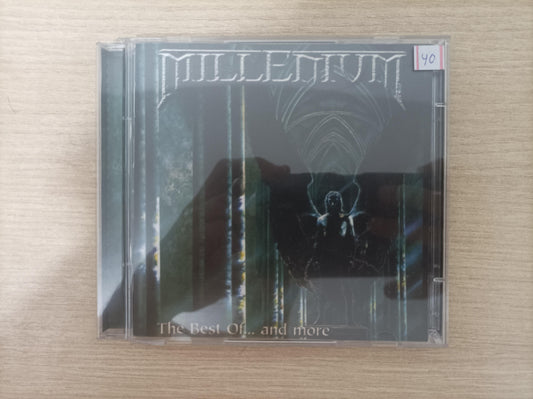 MILLENIUM
40
The Best Of... and more